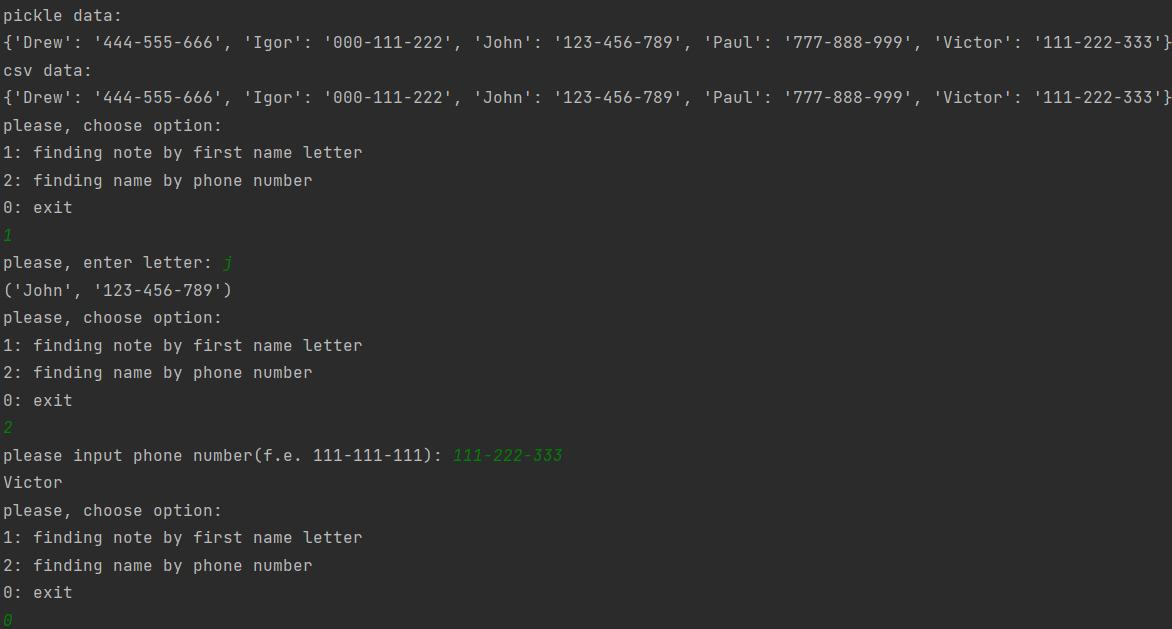 pickle data:
{'Drew': '444-555-666', 'Igor': '000-111-222', 'John': '123-456-789', 'Paul': '777-888-999', 'Victor': '111-222-333'}
csv data:
{'Drew': '444-555-666', 'Igor': '000-111-222', 'John': '123-456-789', 'Paul': '777-888-999', 'Victor': '111-222-333'}
please, choose option:
1: finding note by first name letter
2: finding name by phone number
0: exit
1
please, enter letter: j
('John', '123-456-789')
please, choose option:
1: finding note by first name letter
2: finding name by phone number
0: exit
2
please input phone number(f.e. 111-111-111): 111-222-333
Victor
please, choose option:
1: finding note by first name letter
2: finding name by phone number
0: exit
0